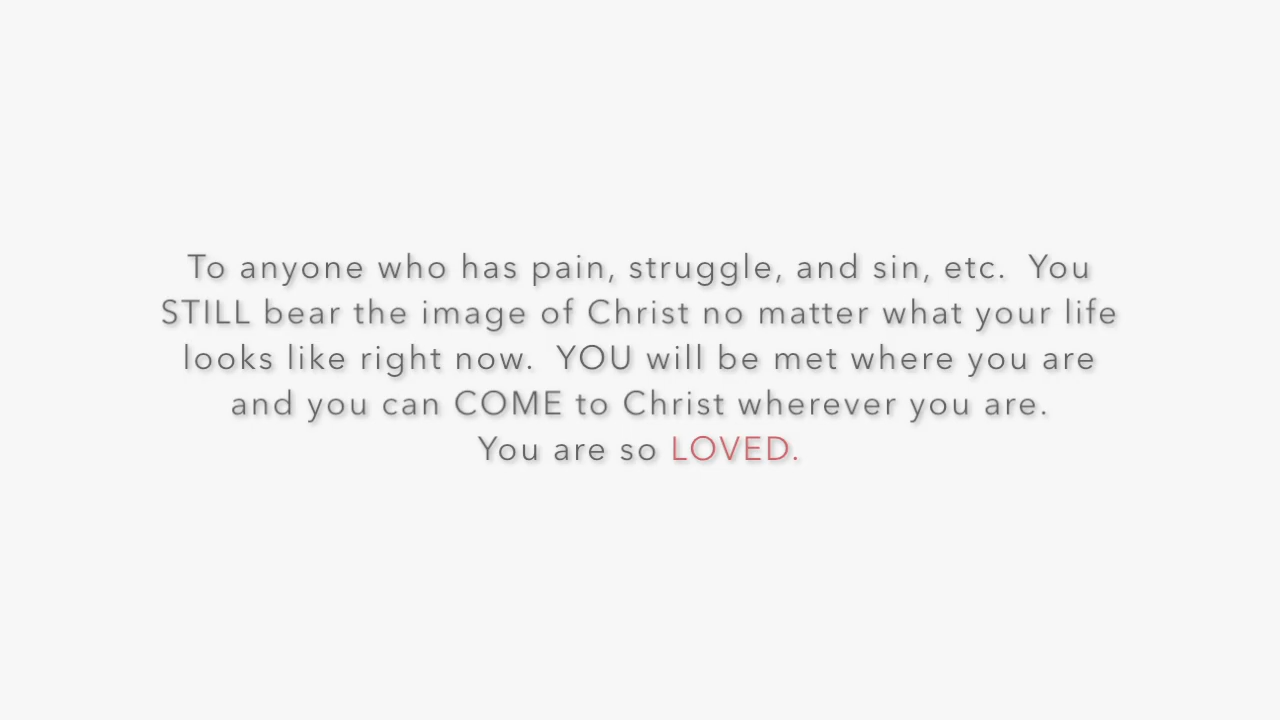 To anyone who has pain, struggle, and sin, etc.  You
STILL bear the image of Christ no matter what your life
looks like right now.  YOU will be met where you are
and you can COME to Christ wherever you are.
You are so LOVED.